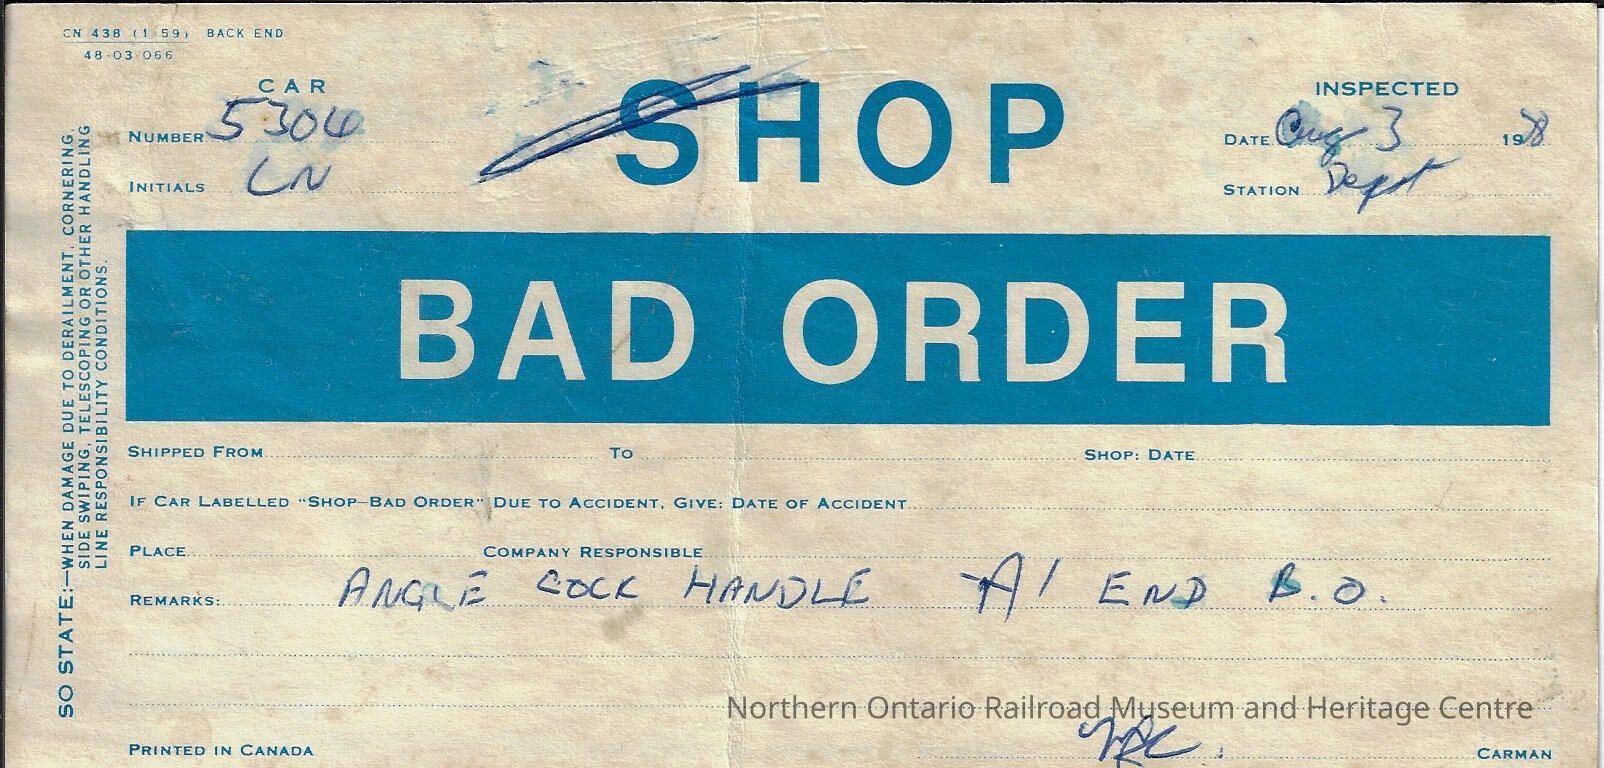 CN 438 (1-59) BACK END
48-03-066
CAR
NUMBER 5304
INITIALS CN
SHOP
INSPECTED
DATE Aug 3 1978
STATION Depot
BAD ORDER
SHIPPED FROM TO SHOP: DATE
IF CAR LABELLED "SHOP-BAD ORDER" DUE TO ACCIDENT, GIVE: DATE OF ACCIDENT
PLACE COMPANY RESPONSIBLE
REMARKS: ANGLE COCK HANDLE "A" END B.O.
Northern Ontario Railroad Museum and Heritage Centre
PRINTED IN CANADA CARMAN
SO STATE:—WHEN DAMAGE DUE TO DERAILMENT, CORNERING,
SIDE SWIPING, TELESCOPING OR OTHER HANDLING
LINE RESPONSIBILITY CONDITIONS.